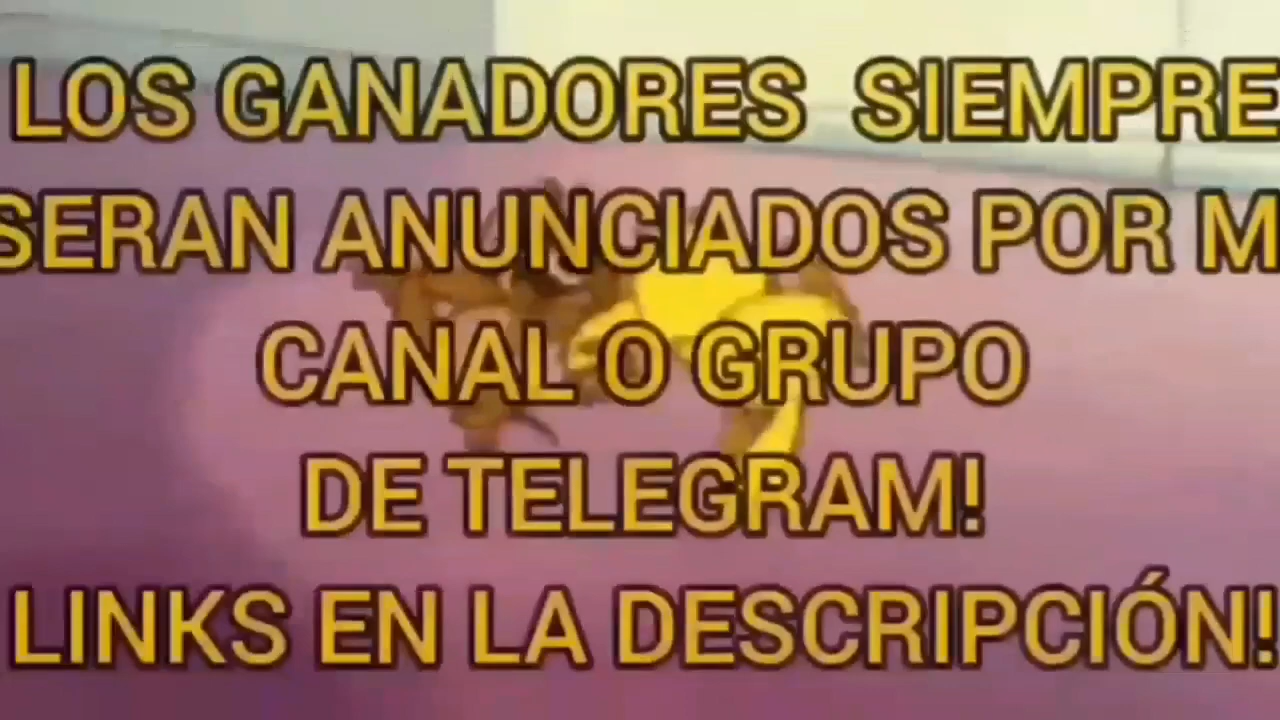 LOS GANADORES SIEMPRE
SERAN ANUNCIADOS POR M
CANAL O GRUPO
DE TELEGRAM!
LINKS EN LA DESCRIPCIÓN!